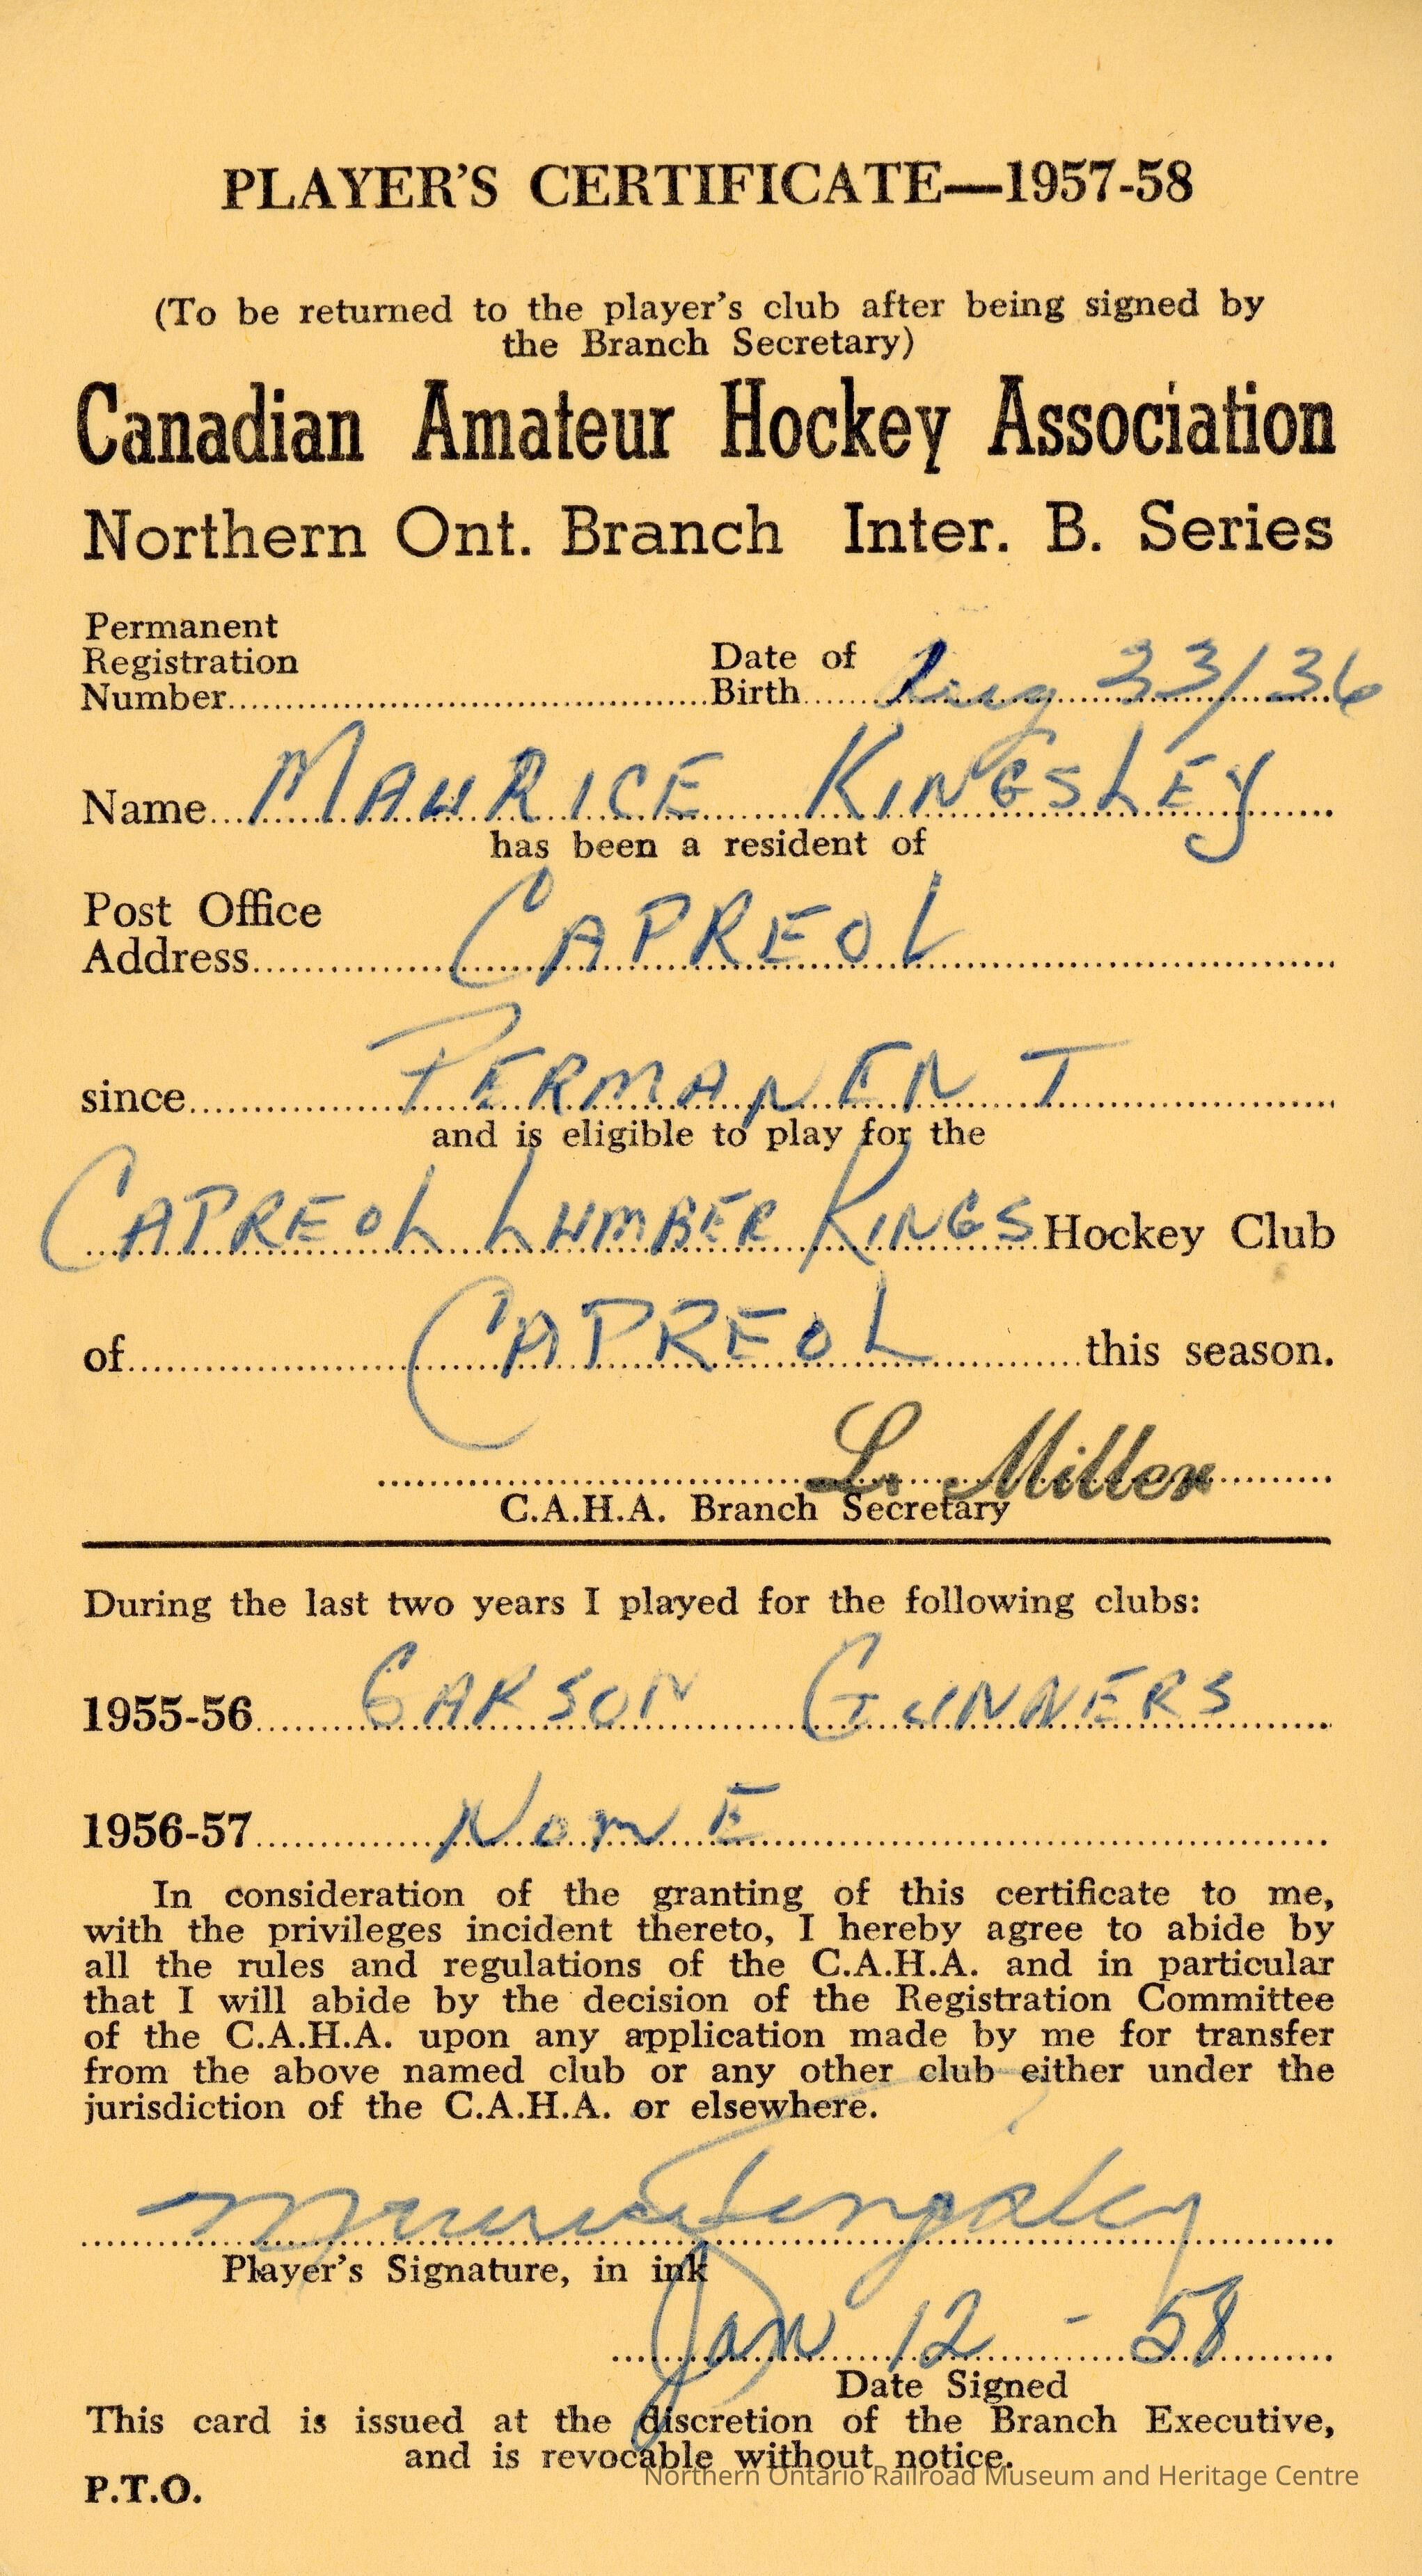 PLAYER'S CERTIFICATE—1957-58
(To be returned to the player's club after being signed by
the Branch Secretary)
Canadian Amateur Hockey Association
Northern Ont. Branch Inter. B. Series
Permanent
Registration
Number
Date of
Birth Aug 23/36
Name MAURICE KINGSLEY
has been a resident of
Post Office
Address CAPREOL
since PERMANENT
and is eligible to play for the
CAPREOL LUMBER KINGS Hockey Club
of CAPREOL this season.
L. Miller
C.A.H.A. Branch Secretary
During the last two years I played for the following clubs:
1955-56 GARSON GUNNERS
1956-57 NONE
In consideration of the granting of this certificate to me,
with the privileges incident thereto, I hereby agree to abide by
all the rules and regulations of the C.A.H.A. and in particular
that I will abide by the decision of the Registration Committee
of the C.A.H.A. upon any application made by me for transfer
from the above named club or any other club either under the
jurisdiction of the C.A.H.A. or elsewhere.
Maurice Kingsley
Player's Signature, in ink
Jan 12 - 58
Date Signed
This card is issued at the discretion of the Branch Executive,
and is revocable without notice.
Northern Ontario Railroad Museum and Heritage Centre
P.T.O.